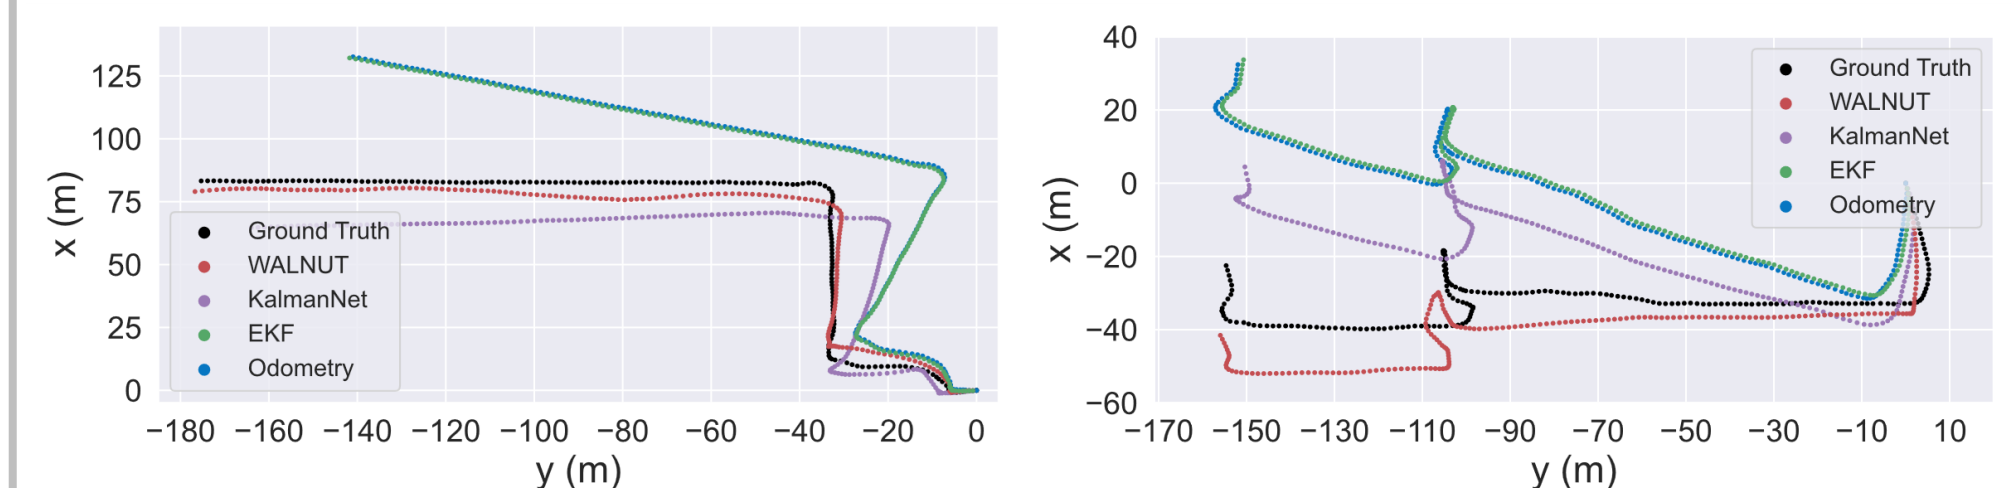 125
100
75
50
25
0
x (m)
Ground Truth
WALNUT
KalmanNet
EKF
Odometry
−180 −160 −140 −120 −100 −80 −60 −40 −20 0
y (m)
40
20
0
−20
−40
−60
x (m)
Ground Truth
WALNUT
KalmanNet
EKF
Odometry
−170 −150 −130 −110 −90 −70 −50 −30 −10 10
y (m)